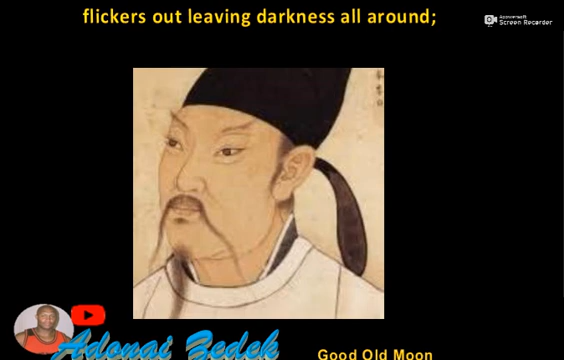 flickers out leaving darkness all around;
Screen Recorder
Adonai Zedek
Good Old Moon